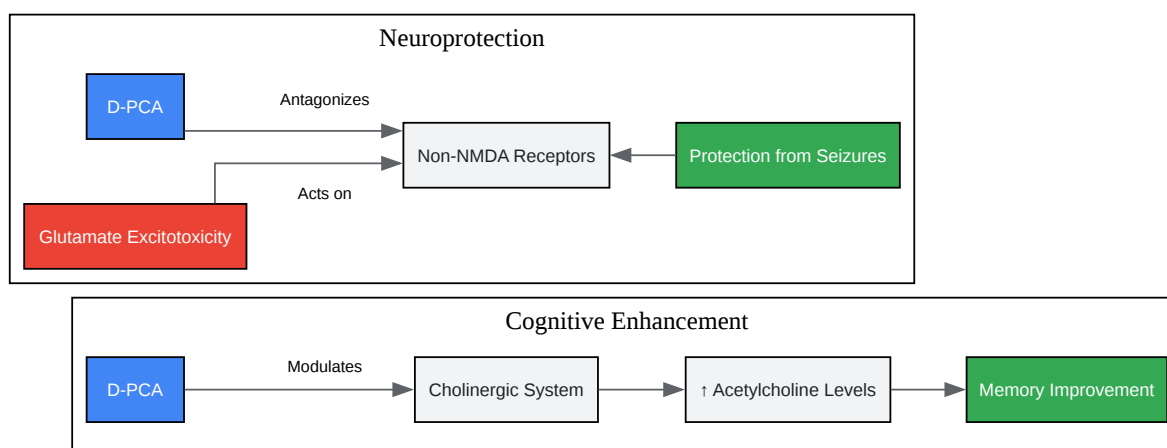 Neuroprotection
D-PCA
Antagonizes
Non-NMDA Receptors
Protection from Seizures
Acts on
Glutamate Excitotoxicity
Cognitive Enhancement
D-PCA
Modulates
Cholinergic System
↑ Acetylcholine Levels
Memory Improvement